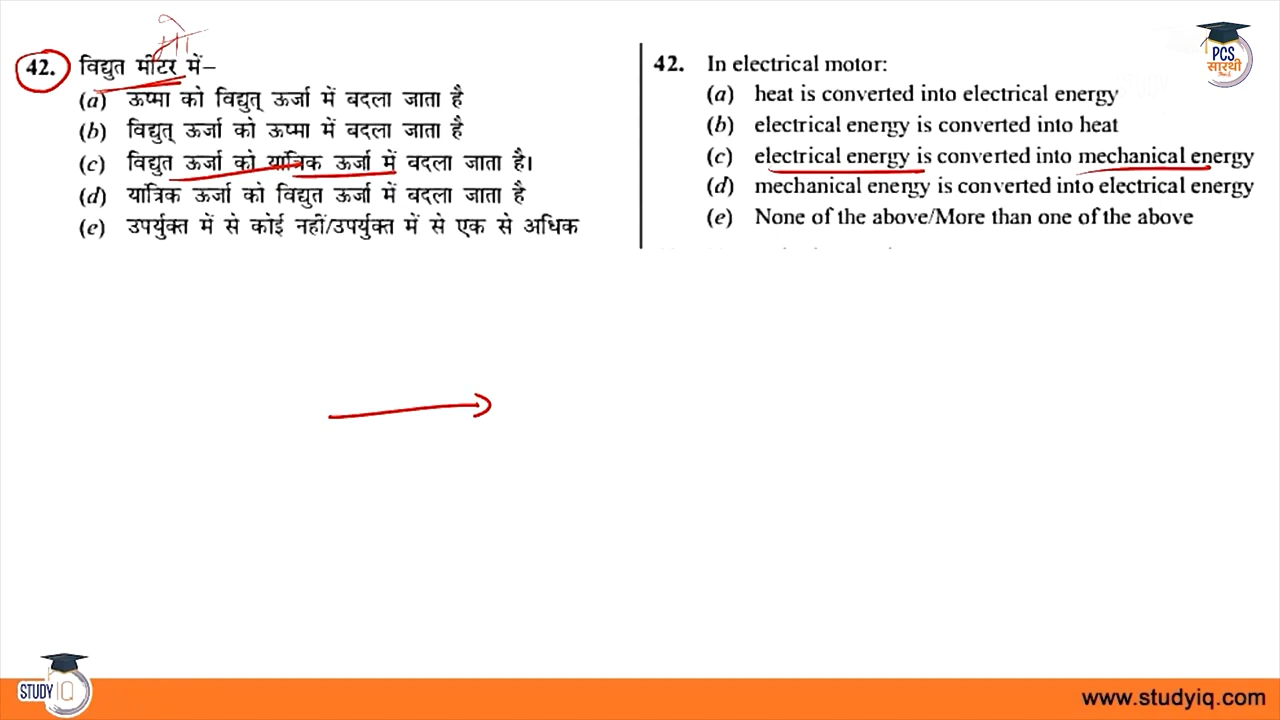 मो
42. विद्युत मीटर में–
(a) ऊष्मा को विद्युत् ऊर्जा में बदला जाता है
(b) विद्युत् ऊर्जा को ऊष्मा में बदला जाता है
(c) विद्युत ऊर्जा को यांत्रिक ऊर्जा में बदला जाता है।
(d) यांत्रिक ऊर्जा को विद्युत ऊर्जा में बदला जाता है
(e) उपर्युक्त में से कोई नहीं/उपर्युक्त में से एक से अधिक
42. In electrical motor:
(a) heat is converted into electrical energy
(b) electrical energy is converted into heat
(c) electrical energy is converted into mechanical energy
(d) mechanical energy is converted into electrical energy
(e) None of the above/More than one of the above
PCS
सारथी
STUDY IQ
www.studyiq.com